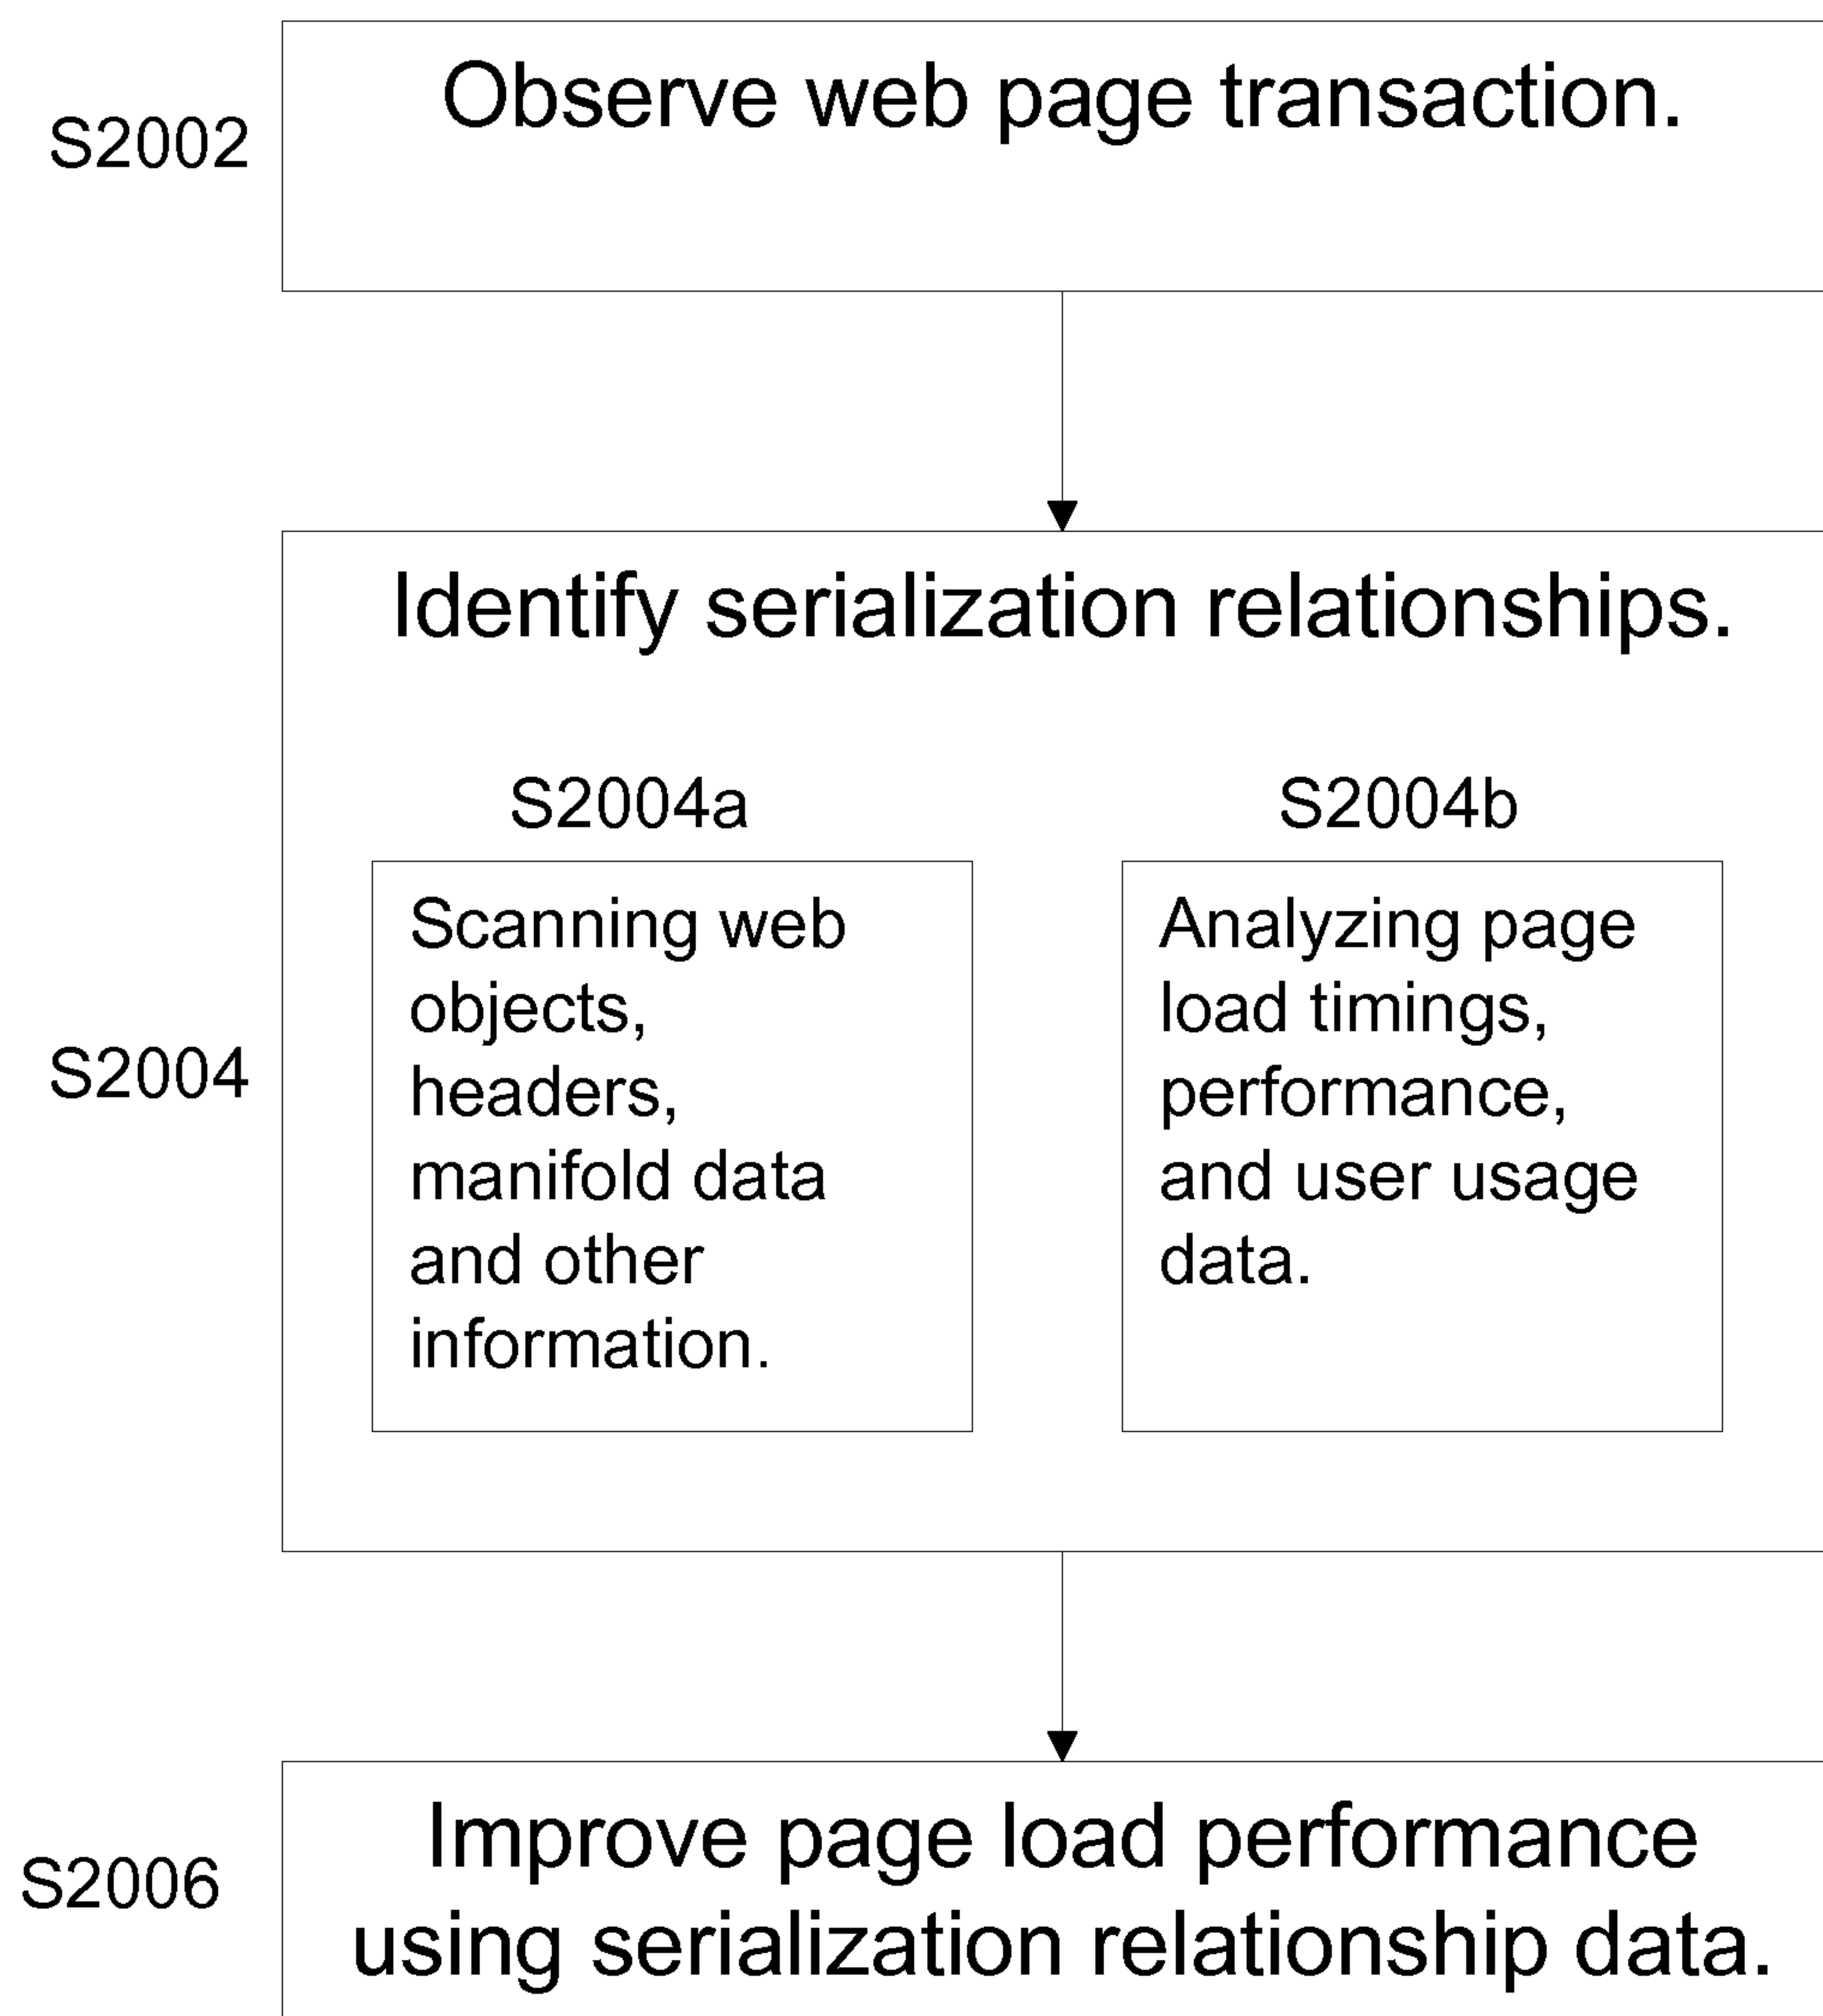 S2002
Observe web page transaction.
Identify serialization relationships.
S2004
S2004a
Scanning web
objects,
headers,
manifold data
and other
information.
S2004b
Analyzing page
load timings,
performance,
and user usage
data.
S2006
Improve page load performance
using serialization relationship data.